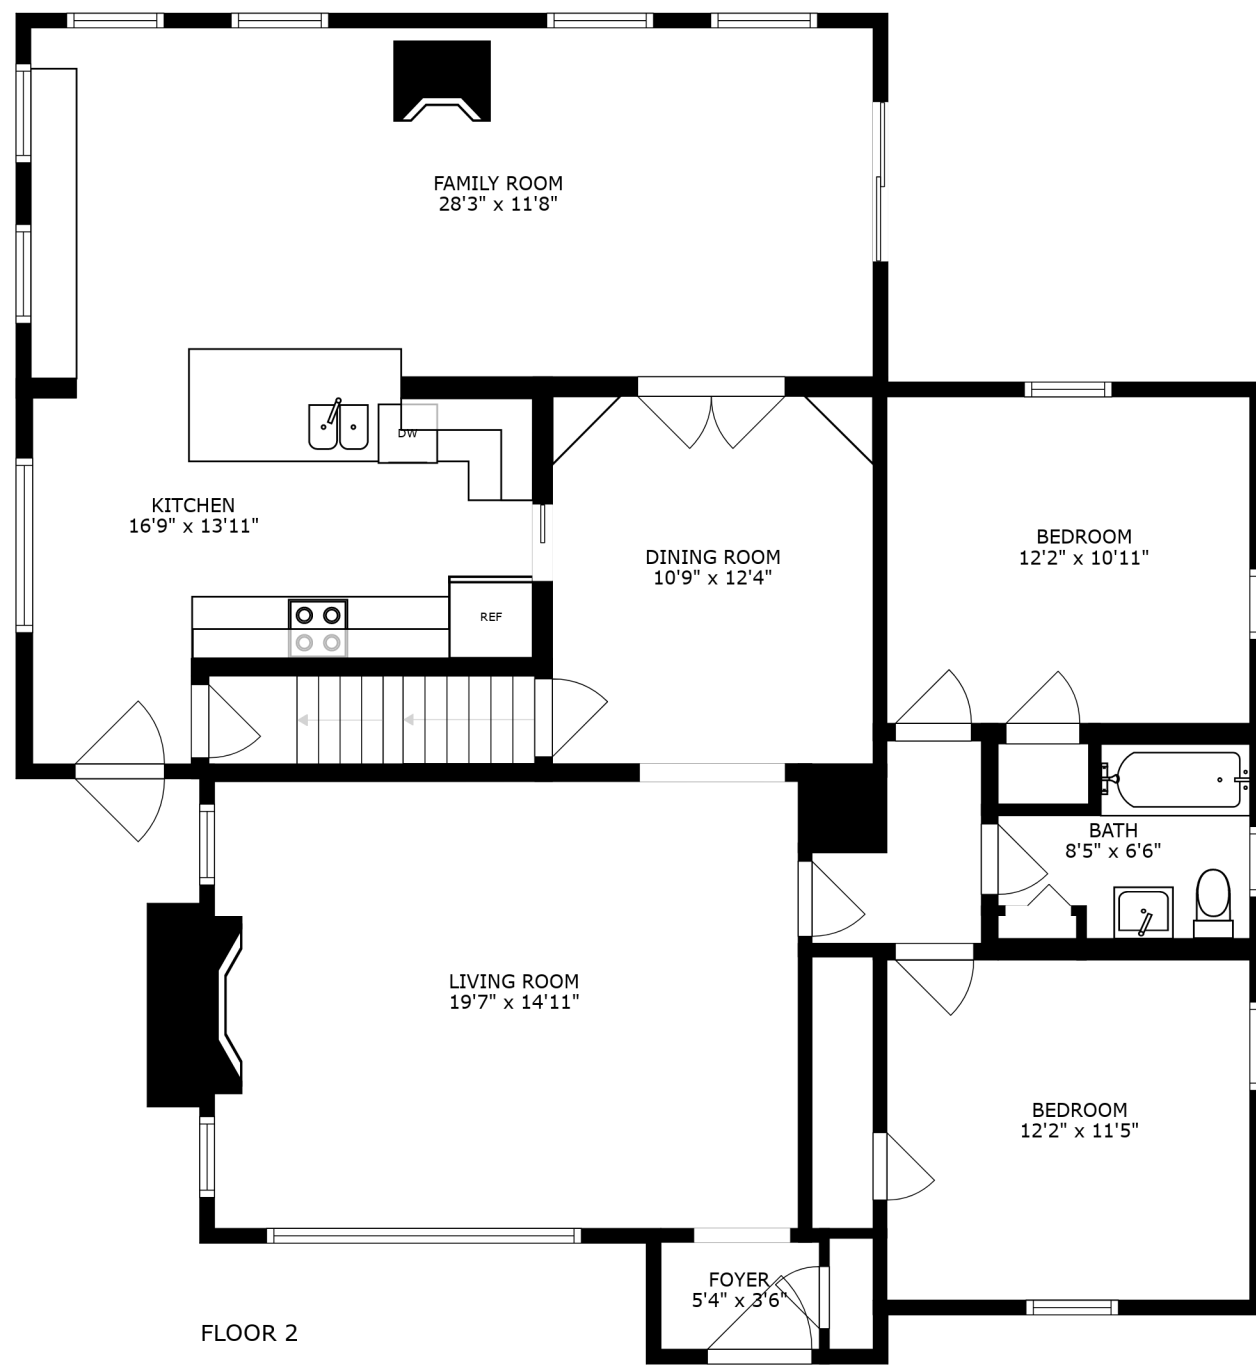 FAMILY ROOM
28'3" x 11'8"
DW
KITCHEN
16'9" x 13'11"
DINING ROOM
10'9" x 12'4"
BEDROOM
12'2" x 10'11"
REF
BATH
8'5" x 6'6"
LIVING ROOM
19'7" x 14'11"
BEDROOM
12'2" x 11'5"
FOYER
5'4" x 3'6"
FLOOR 2